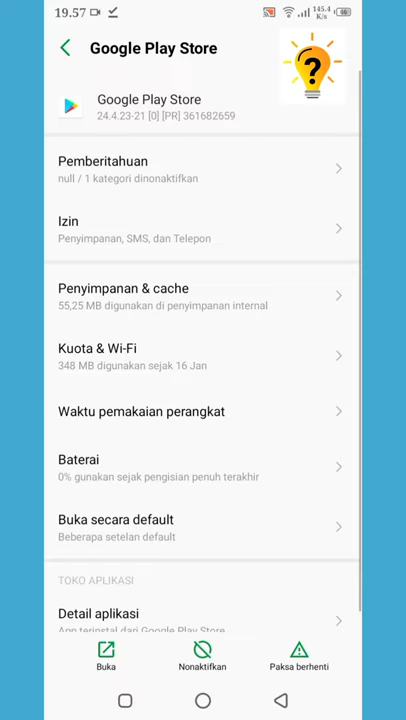 19.57
145.4
K/s
60
Google Play Store
?
Google Play Store
24.4.23-21 [0] [PR] 361682659
Pemberitahuan
null / 1 kategori dinonaktifkan
Izin
Penyimpanan, SMS, dan Telepon
Penyimpanan & cache
55,25 MB digunakan di penyimpanan internal
Kuota & Wi-Fi
348 MB digunakan sejak 16 Jan
Waktu pemakaian perangkat
Baterai
0% gunakan sejak pengisian penuh terakhir
Buka secara default
Beberapa setelan default
TOKO APLIKASI
Detail aplikasi
App terinstal dari Google Play Store
Buka
Nonaktifkan
Paksa berhenti